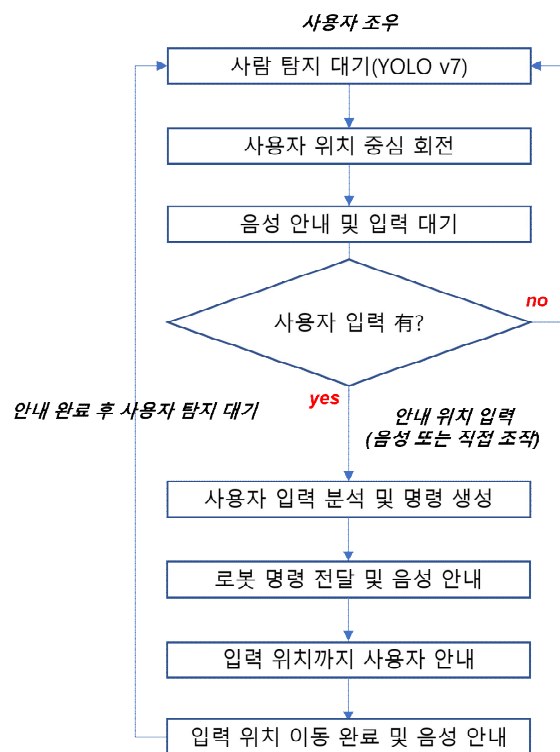 사용자 조우
사람 탐지 대기(YOLO v7)
사용자 위치 중심 회전
음성 안내 및 입력 대기
사용자 입력 有?
no
yes
안내 완료 후 사용자 탐지 대기
안내 위치 입력
(음성 또는 직접 조작)
사용자 입력 분석 및 명령 생성
로봇 명령 전달 및 음성 안내
입력 위치까지 사용자 안내
입력 위치 이동 완료 및 음성 안내